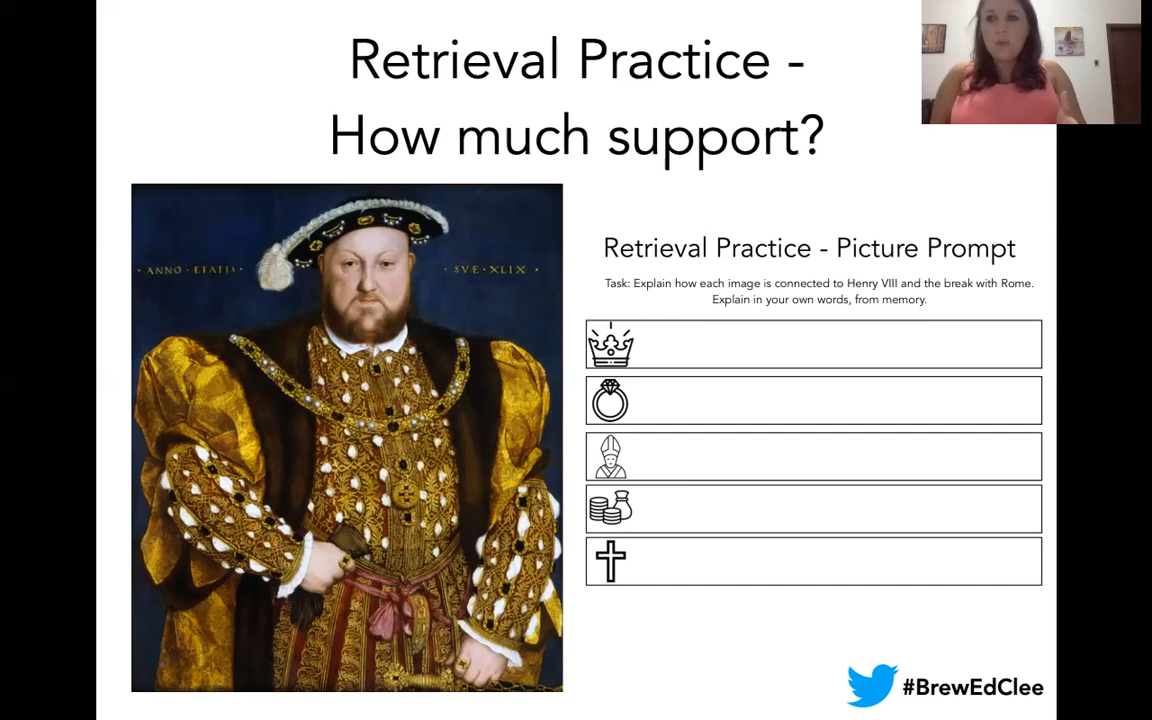 Retrieval Practice -
How much support?
· ANNO · ETATIS ·
· SVÆ · XLIX ·
Retrieval Practice - Picture Prompt
Task: Explain how each image is connected to Henry VIII and the break with Rome.
Explain in your own words, from memory.
#BrewEdClee